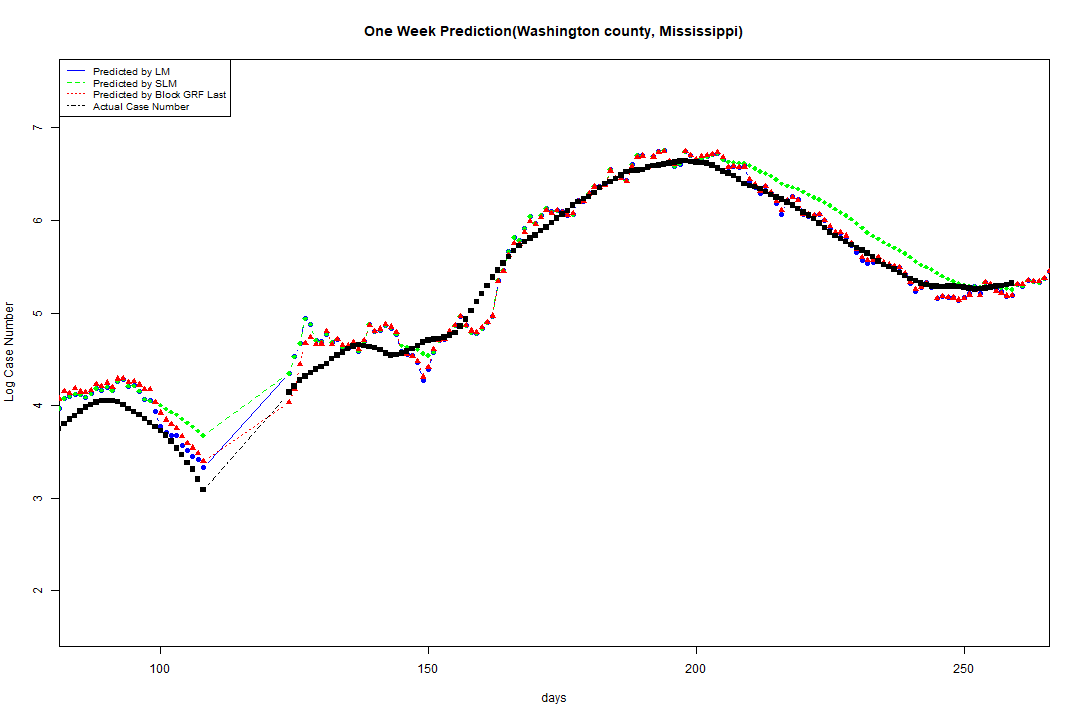 One Week Prediction(Washington county, Mississippi)
Predicted by LM
Predicted by SLM
Predicted by Block GRF Last
Actual Case Number
7
6
5
4
3
2
Log Case Number
100 150 200 250
days